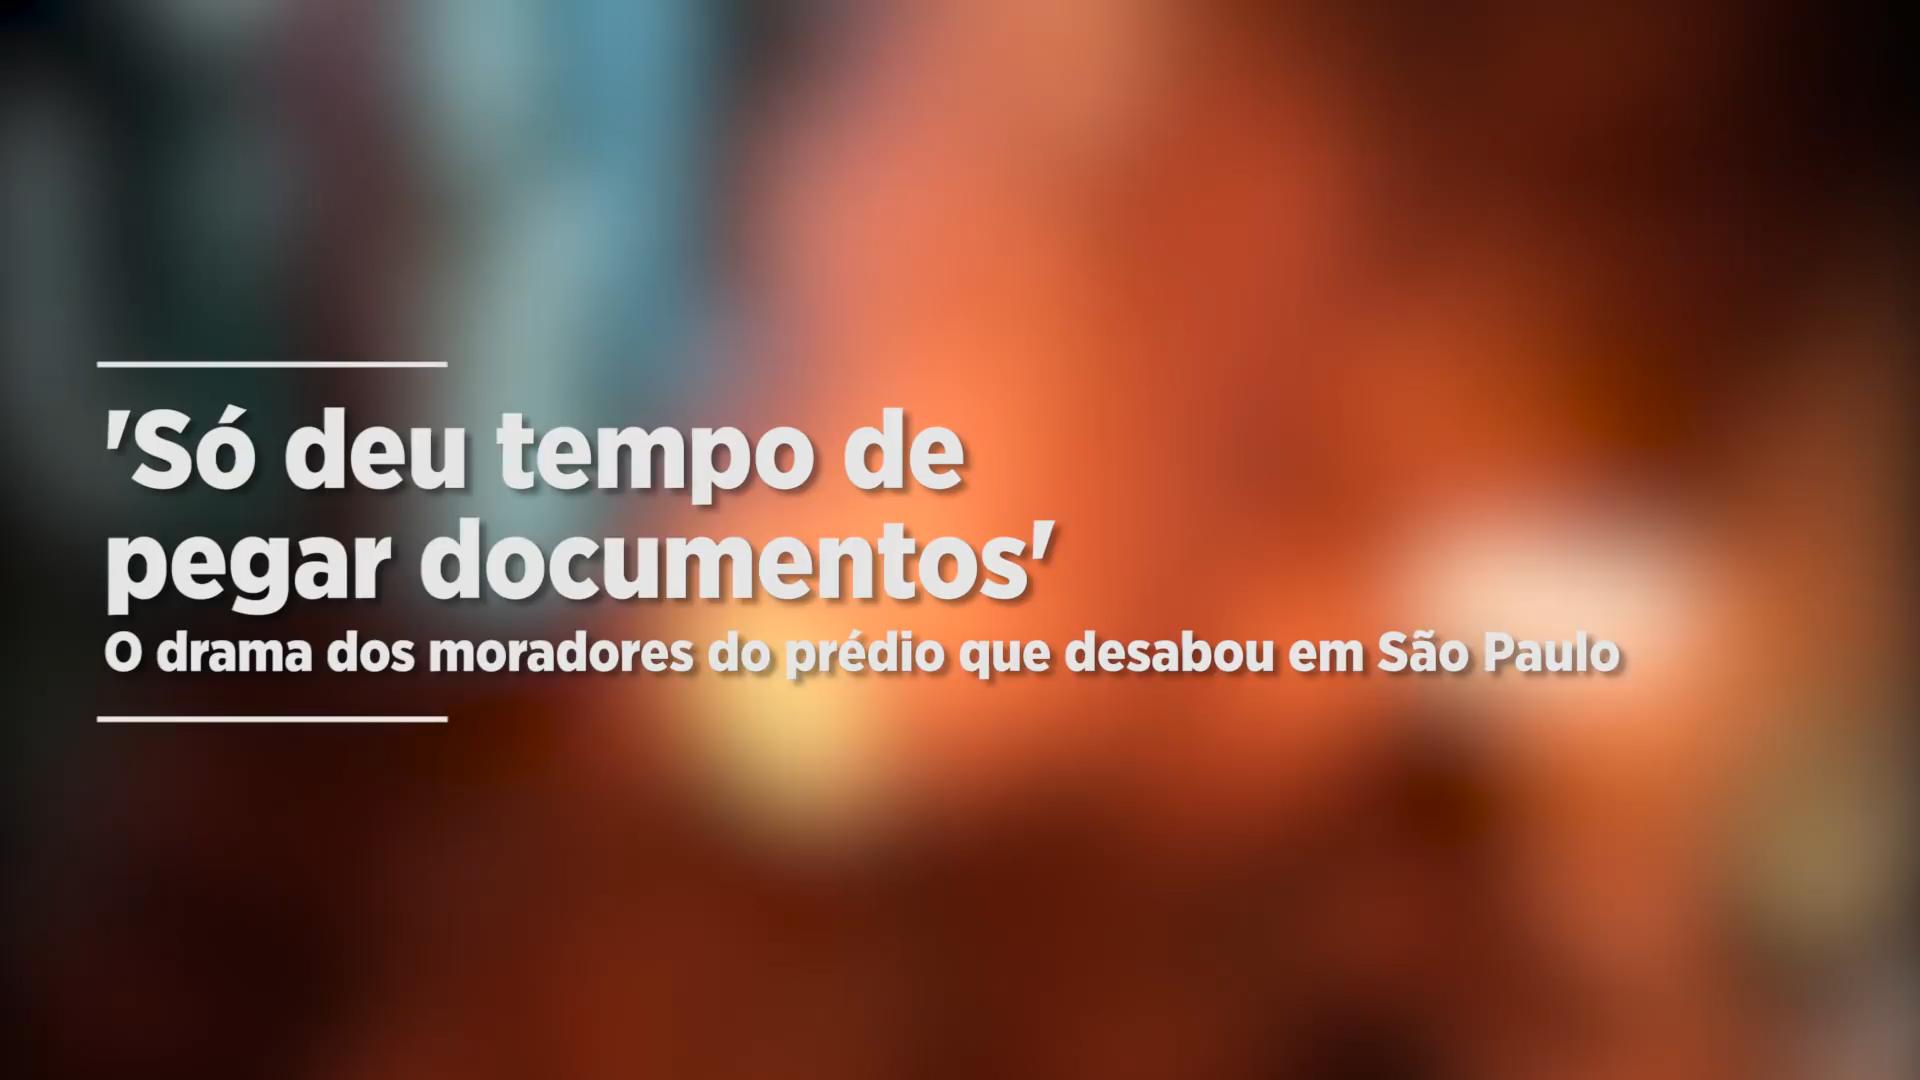 'Só deu tempo de
pegar documentos'
O drama dos moradores do prédio que desabou em São Paulo